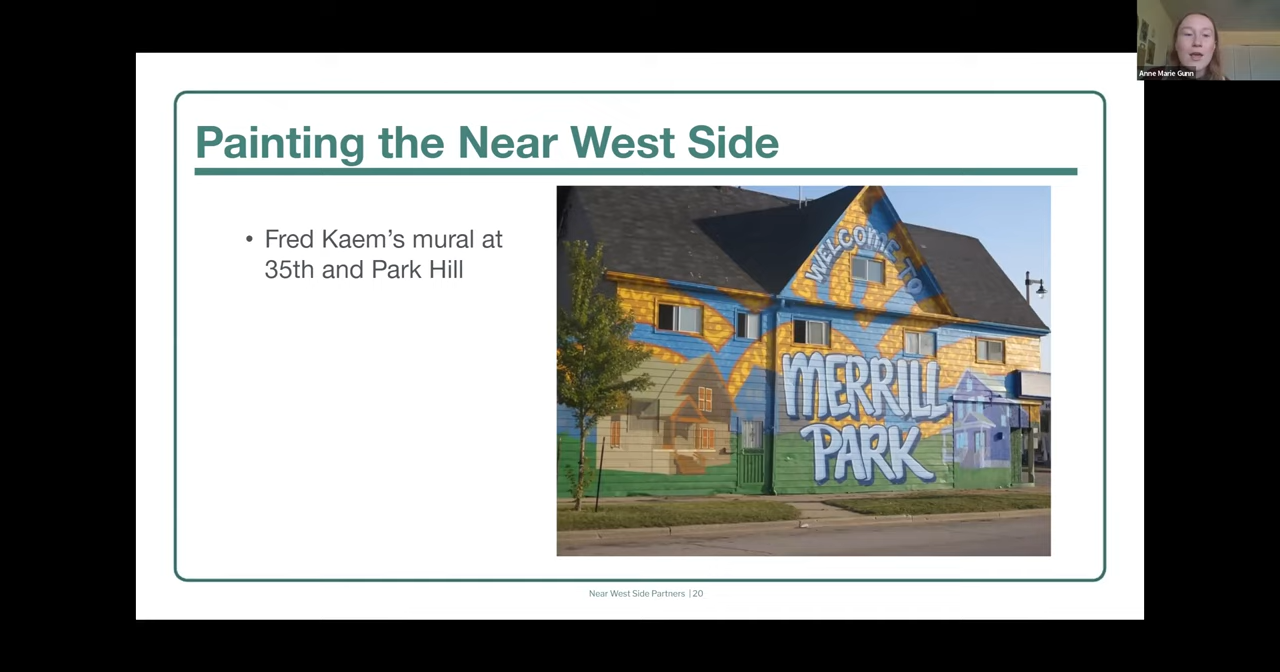 Anne Marie Gunn
Painting the Near West Side
• Fred Kaem's mural at
35th and Park Hill
WELCOME TO
MERRILL
PARK
Near West Side Partners | 20